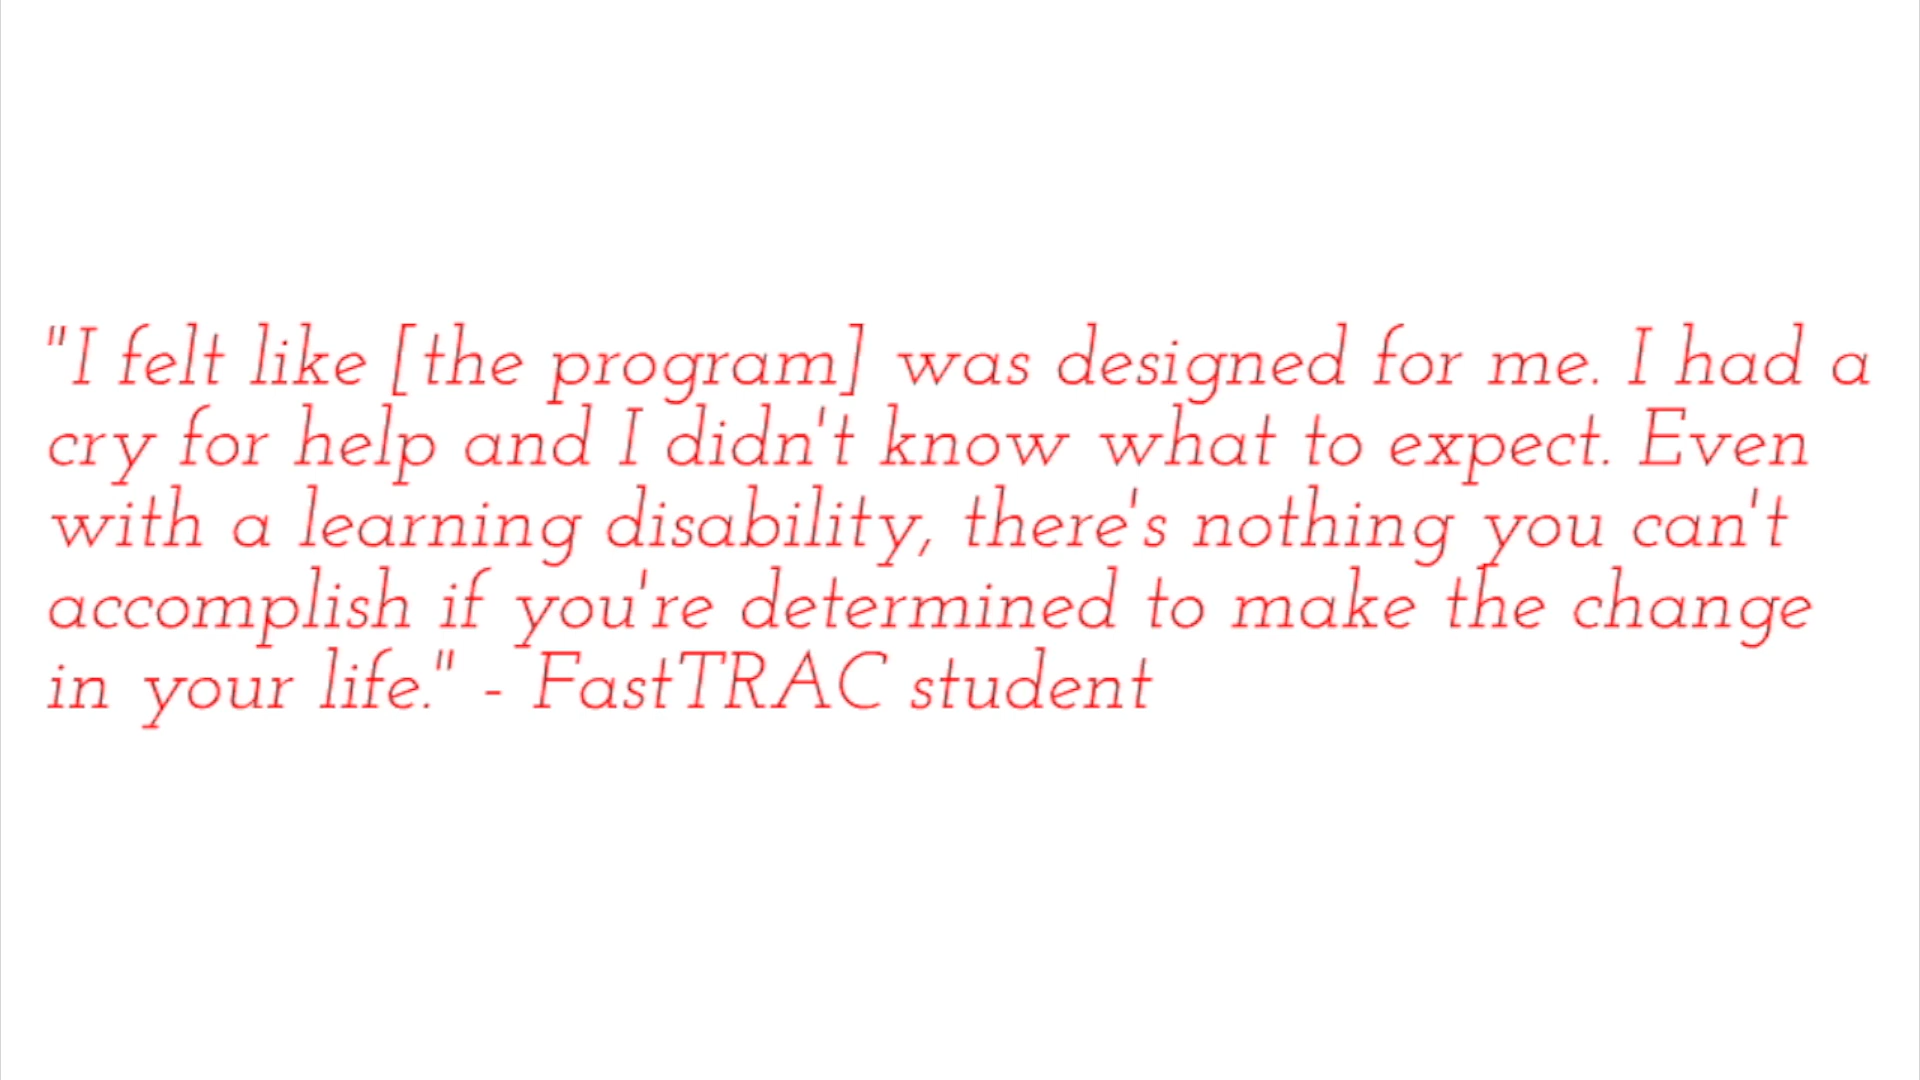 "I felt like [the program] was designed for me. I had a
cry for help and I didn't know what to expect. Even
with a learning disability, there's nothing you can't
accomplish if you're determined to make the change
in your life." - FastTRAC student